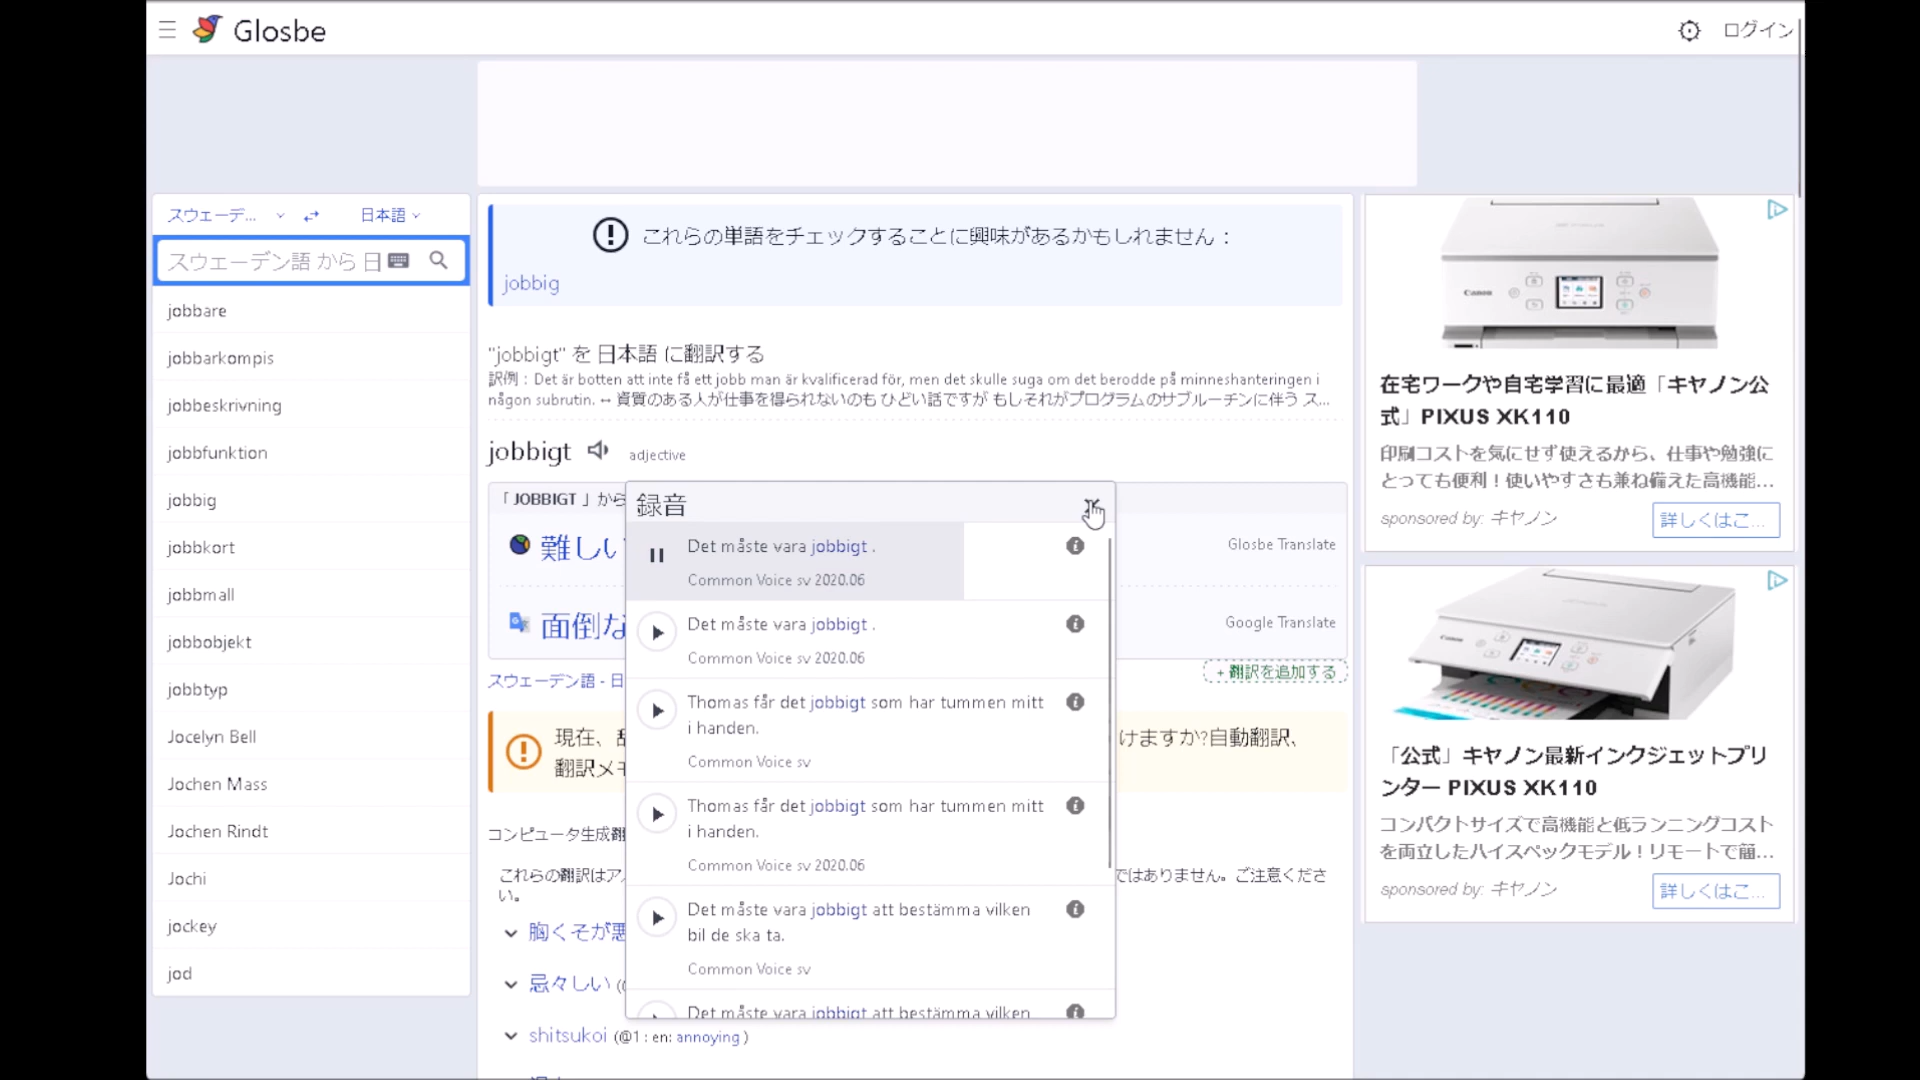 Glosbe
ログイン
スウェーデ...
日本語
スウェーデン語 から 日
jobbare
jobbarkompis
jobbeskrivning
jobbfunktion
jobbig
jobbkort
jobbmall
jobbobjekt
jobbtyp
Jocelyn Bell
Jochen Mass
Jochen Rindt
Jochi
jockey
jod
これらの単語をチェックすることに興味があるかもしれません：
jobbig
"jobbigt" を 日本語 に翻訳する
訳例：Det är botten att inte få ett jobb man är kvalificerad för, men det skulle suga om det berodde på minneshanteringen i
någon subrutin. ↔ 資質のある人が仕事を得られないのも ひどい話ですが もしそれがプログラムのサブルーチンに伴う ス...
jobbigt adjective
「 JOBBIGT 」から
難しい
Glosbe Translate
面倒な
Google Translate
+ 翻訳を追加する
スウェーデン語 - 日
現在、
けますか?自動翻訳、
翻訳メモ
コンピュータ生成翻
これらの翻訳はア
ではありません。ご注意くださ
い。
胸くそが悪
忌々しい (
shitsukoi (@1 : en: annoying )
録音
Det måste vara jobbigt .
Common Voice sv 2020.06
Det måste vara jobbigt .
Common Voice sv 2020.06
Thomas får det jobbigt som har tummen mitt
i handen.
Common Voice sv
Thomas får det jobbigt som har tummen mitt
i handen.
Common Voice sv 2020.06
Det måste vara jobbigt att bestämma vilken
bil de ska ta.
Common Voice sv
Det måste vara jobbigt att bestämma vilken
Canon
在宅ワークや自宅学習に最適「キヤノン公
式」PIXUS XK110
印刷コストを気にせず使えるから、仕事や勉強に
とっても便利！使いやすさも兼ね備えた高機能...
sponsored by: キヤノン
詳しくはこ...
Canon
「公式」キヤノン最新インクジェットプリ
ンター PIXUS XK110
コンパクトサイズで高機能と低ランニングコスト
を両立したハイスペックモデル！リモートで簡...
sponsored by: キヤノン
詳しくはこ...